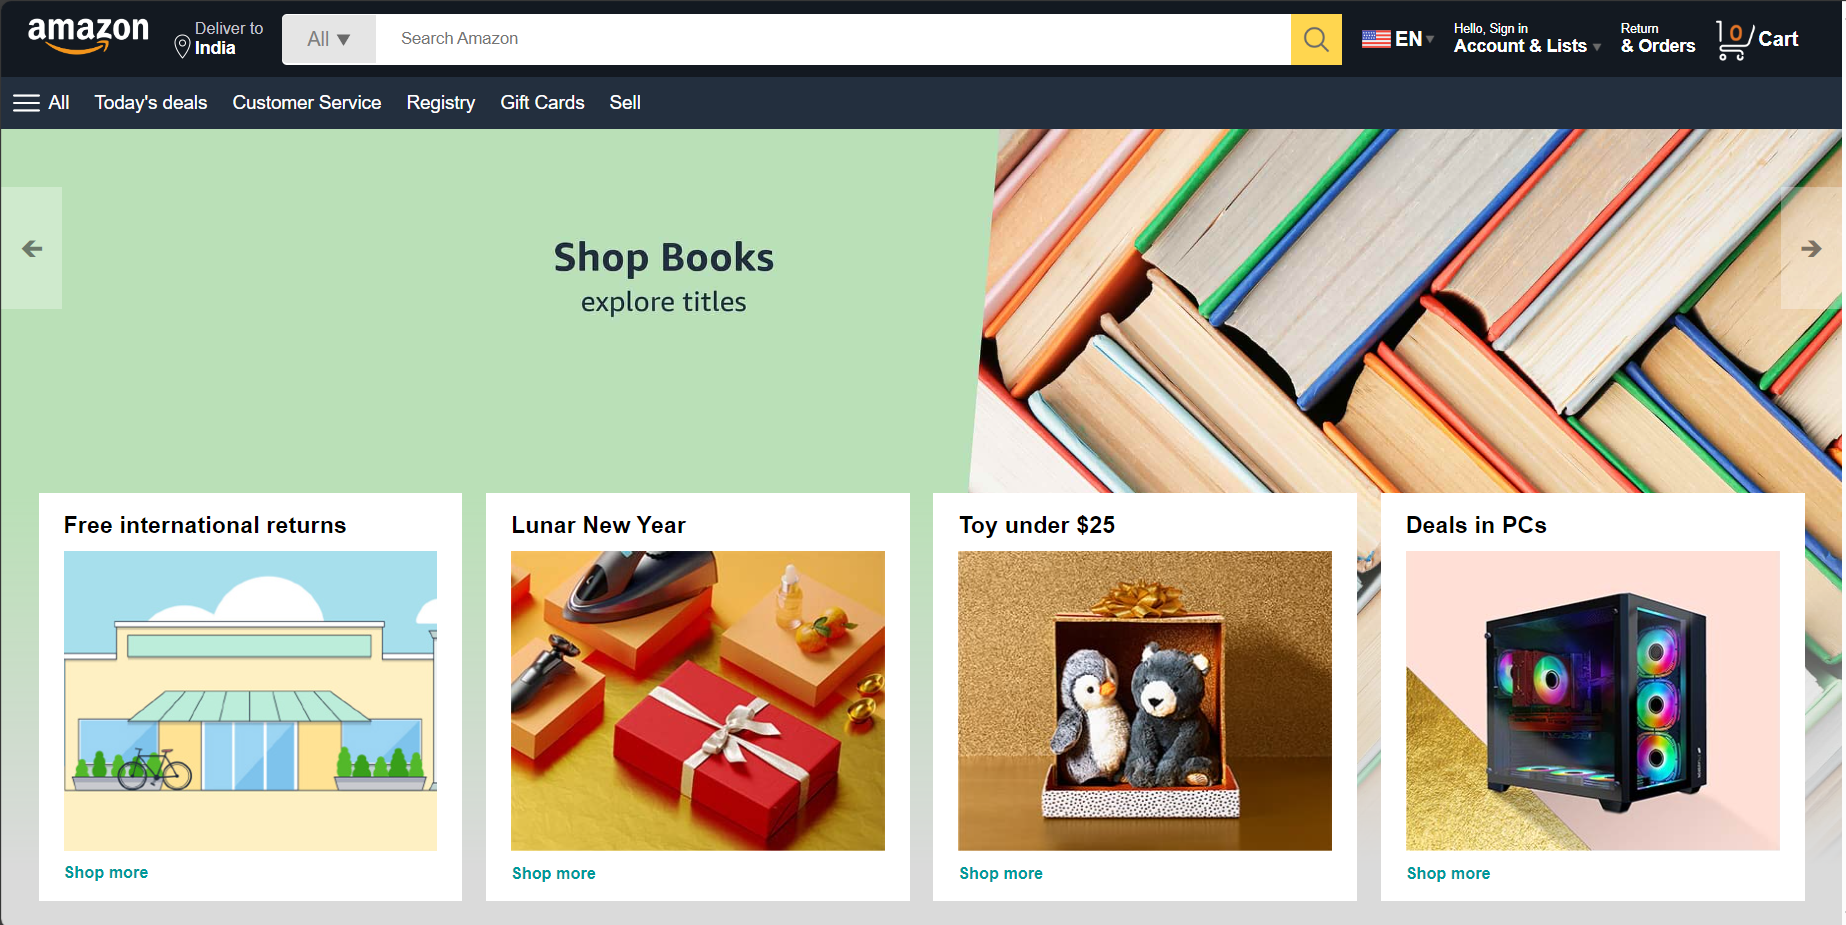 amazon
Deliver to
India
All ▼
Search Amazon
EN
Hello, Sign in
Account & Lists
Return
& Orders
0
Cart
All
Today's deals
Customer Service
Registry
Gift Cards
Sell
Shop Books
explore titles
Free international returns
Lunar New Year
Toy under $25
Deals in PCs
Shop more
Shop more
Shop more
Shop more